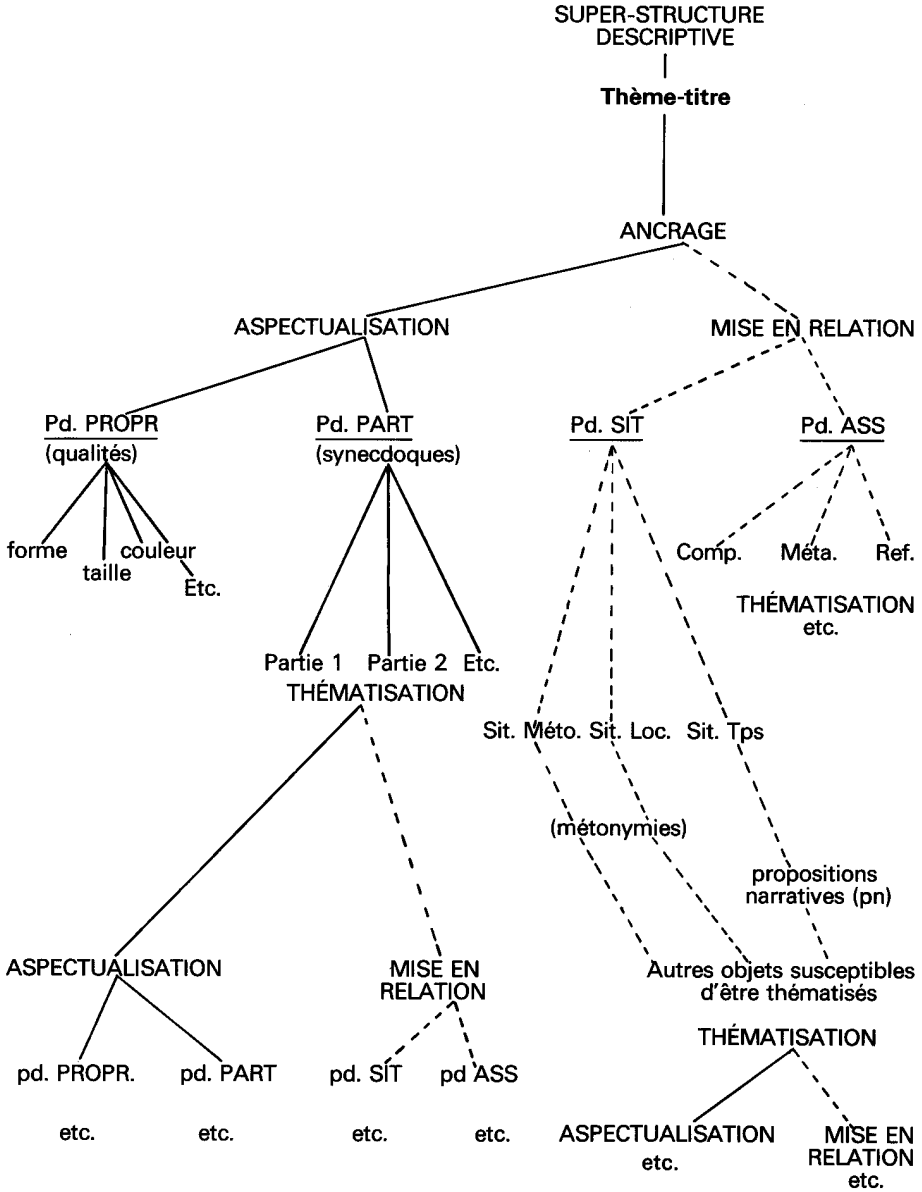 SUPER-STRUCTURE
DESCRIPTIVE
Thème-titre
ANCRAGE
ASPECTUALISATION
MISE EN RELATION
Pd. PROPR
(qualités)
Pd. PART
(synecdoques)
Pd. SIT
Pd. ASS
forme
taille
couleur
Etc.
Comp.
Méta.
Ref.
THÉMATISATION
etc.
Partie 1
Partie 2
Etc.
THÉMATISATION
Sit. Méto.
Sit. Loc.
Sit. Tps
(métonymies)
propositions
narratives (pn)
ASPECTUALISATION
MISE EN
RELATION
Autres objets susceptibles
d'être thématisés
THÉMATISATION
pd. PROPR.
pd. PART
pd. SIT
pd ASS
etc.
etc.
etc.
etc.
ASPECTUALISATION
etc.
MISE EN
RELATION
etc.